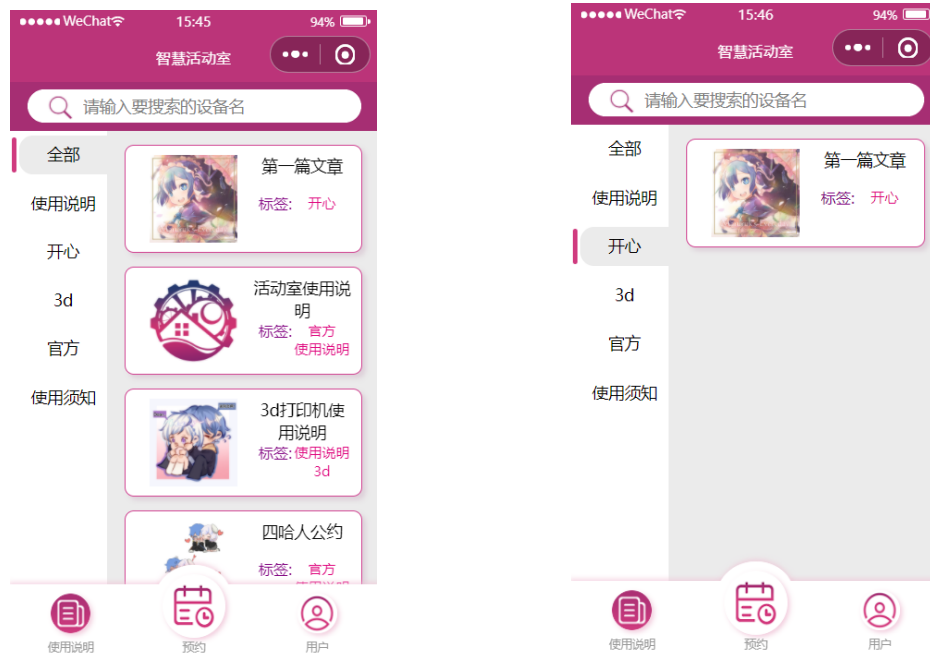 WeChat 15:45 94%
智慧活动室
请输入要搜索的设备名
全部
使用说明
开心
3d
官方
使用须知
第一篇文章
标签: 开心
活动室使用说
明
标签: 官方
使用说明
3d打印机使
用说明
标签: 使用说明
3d
四哈人公约
标签: 官方
使用说明
使用说明 预约 用户
WeChat 15:46 94%
智慧活动室
请输入要搜索的设备名
全部
使用说明
开心
3d
官方
使用须知
第一篇文章
标签: 开心
使用说明 预约 用户